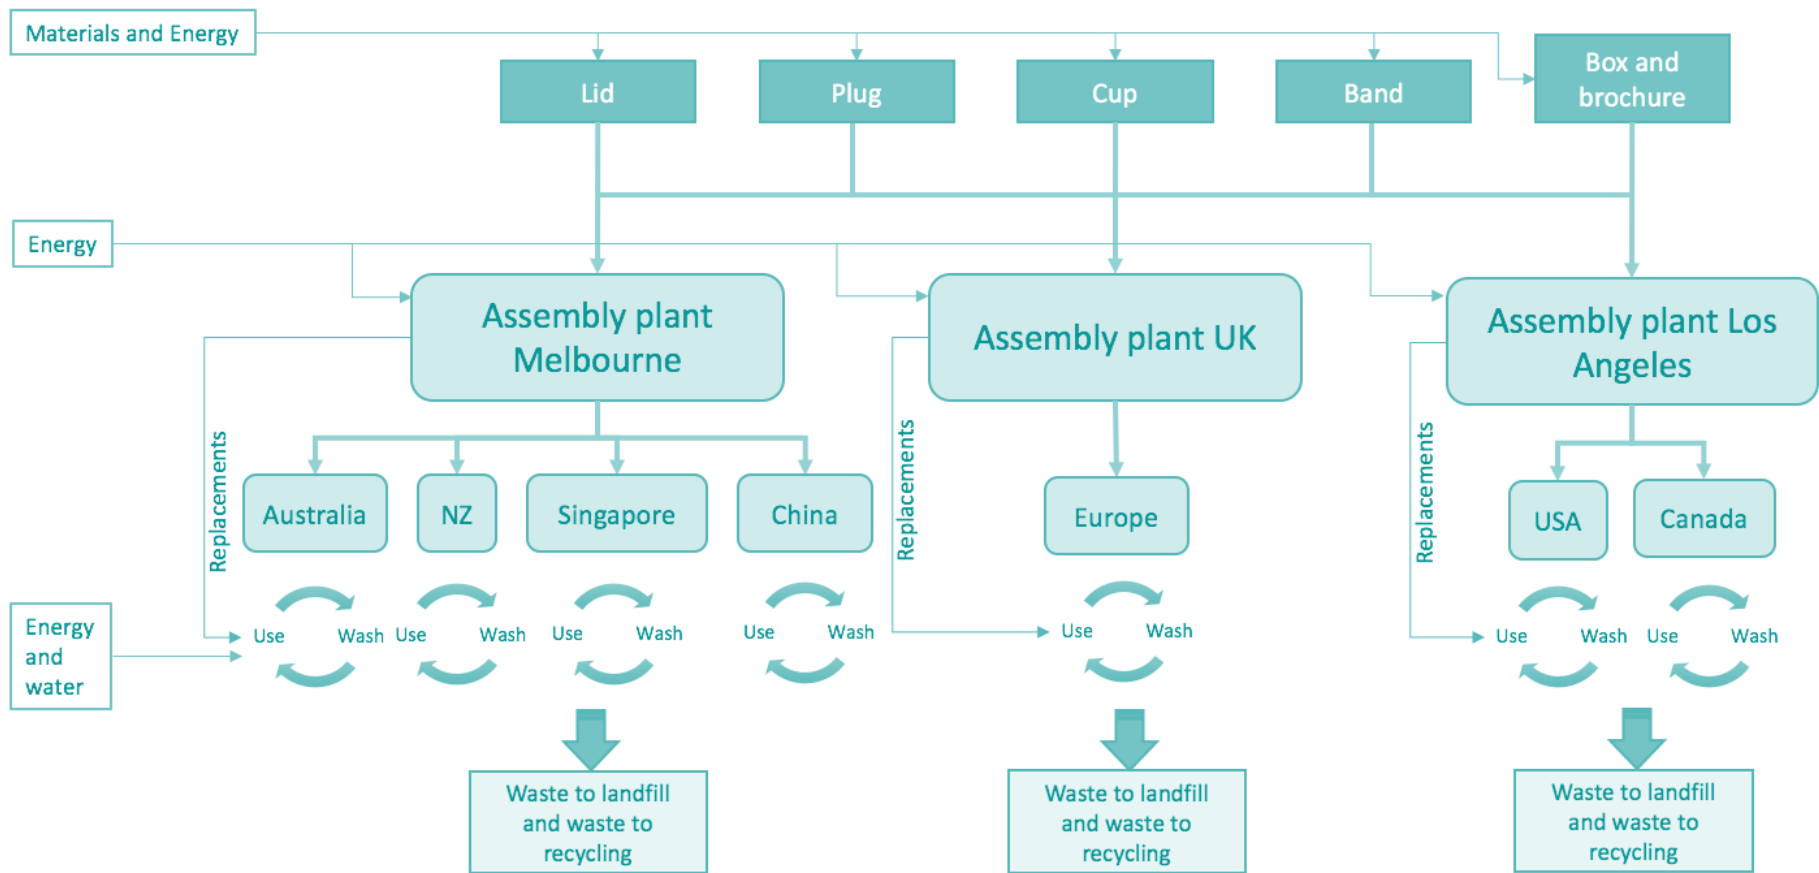 Materials and Energy
Lid
Plug
Cup
Band
Box and
brochure
Energy
Assembly plant
Melbourne
Assembly plant UK
Assembly plant Los
Angeles
Replacements
Replacements
Replacements
Australia
NZ
Singapore
China
Europe
USA
Canada
Energy
and
water
Use
Wash
Use
Wash
Use
Wash
Use
Wash
Use
Wash
Use
Wash
Use
Wash
Waste to landfill
and waste to
recycling
Waste to landfill
and waste to
recycling
Waste to landfill
and waste to
recycling